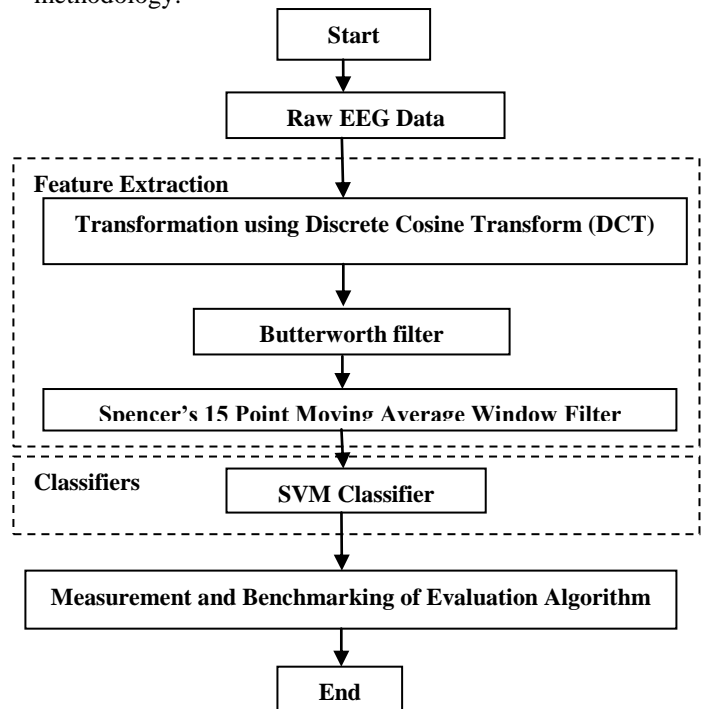 methodology.
Start
Raw EEG Data
Feature Extraction
Transformation using Discrete Cosine Transform (DCT)
Butterworth filter
Spencer's 15 Point Moving Average Window Filter
Classifiers
SVM Classifier
Measurement and Benchmarking of Evaluation Algorithm
End